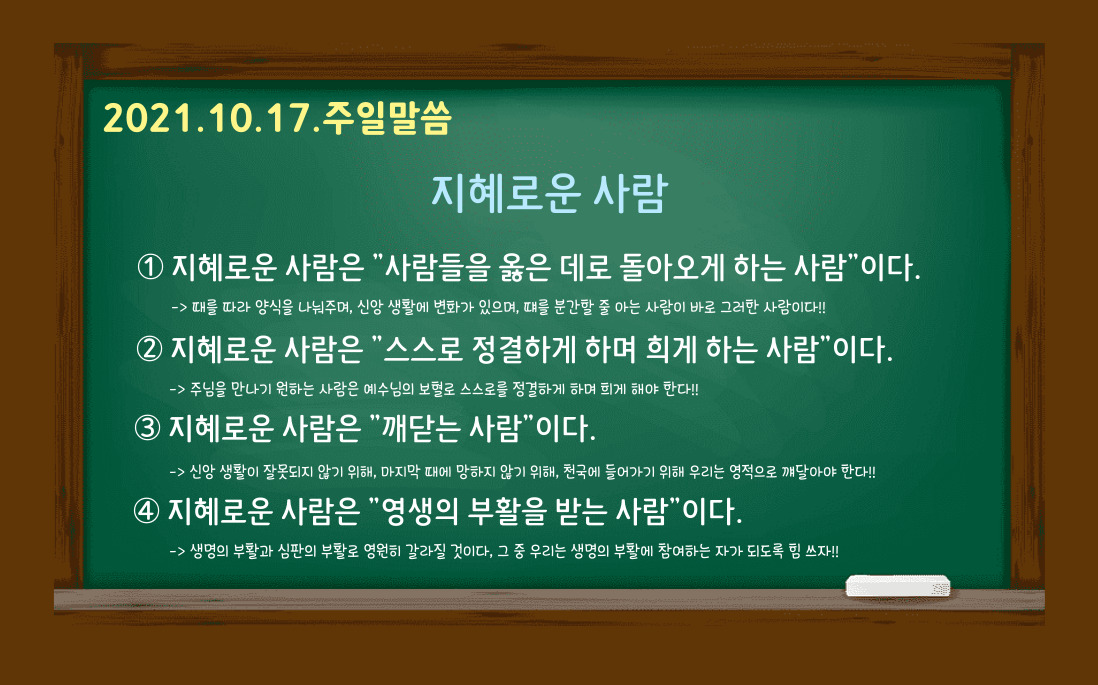 2021.10.17.주일말씀
지혜로운 사람
① 지혜로운 사람은 "사람들을 옳은 데로 돌아오게 하는 사람"이다.
-> 때를 따라 양식을 나눠주며, 신앙 생활에 변화가 있으며, 떄를 분간할 줄 아는 사람이 바로 그러한 사람이다!!
② 지혜로운 사람은 "스스로 정결하게 하며 희게 하는 사람"이다.
-> 주님을 만나기 원하는 사람은 예수님의 보혈로 스스로를 정결하게 하며 희게 해야 한다!!
③ 지혜로운 사람은 "깨닫는 사람"이다.
-> 신앙 생활이 잘못되지 않기 위해, 마지막 때에 망하지 않기 위해, 천국에 들어가기 위해 우리는 영적으로 꺠달아야 한다!!
④ 지혜로운 사람은 "영생의 부활을 받는 사람"이다.
-> 생명의 부활과 심판의 부활로 영원히 갈라질 것이다, 그 중 우리는 생명의 부활에 참여하는 자가 되도록 힘 쓰자!!